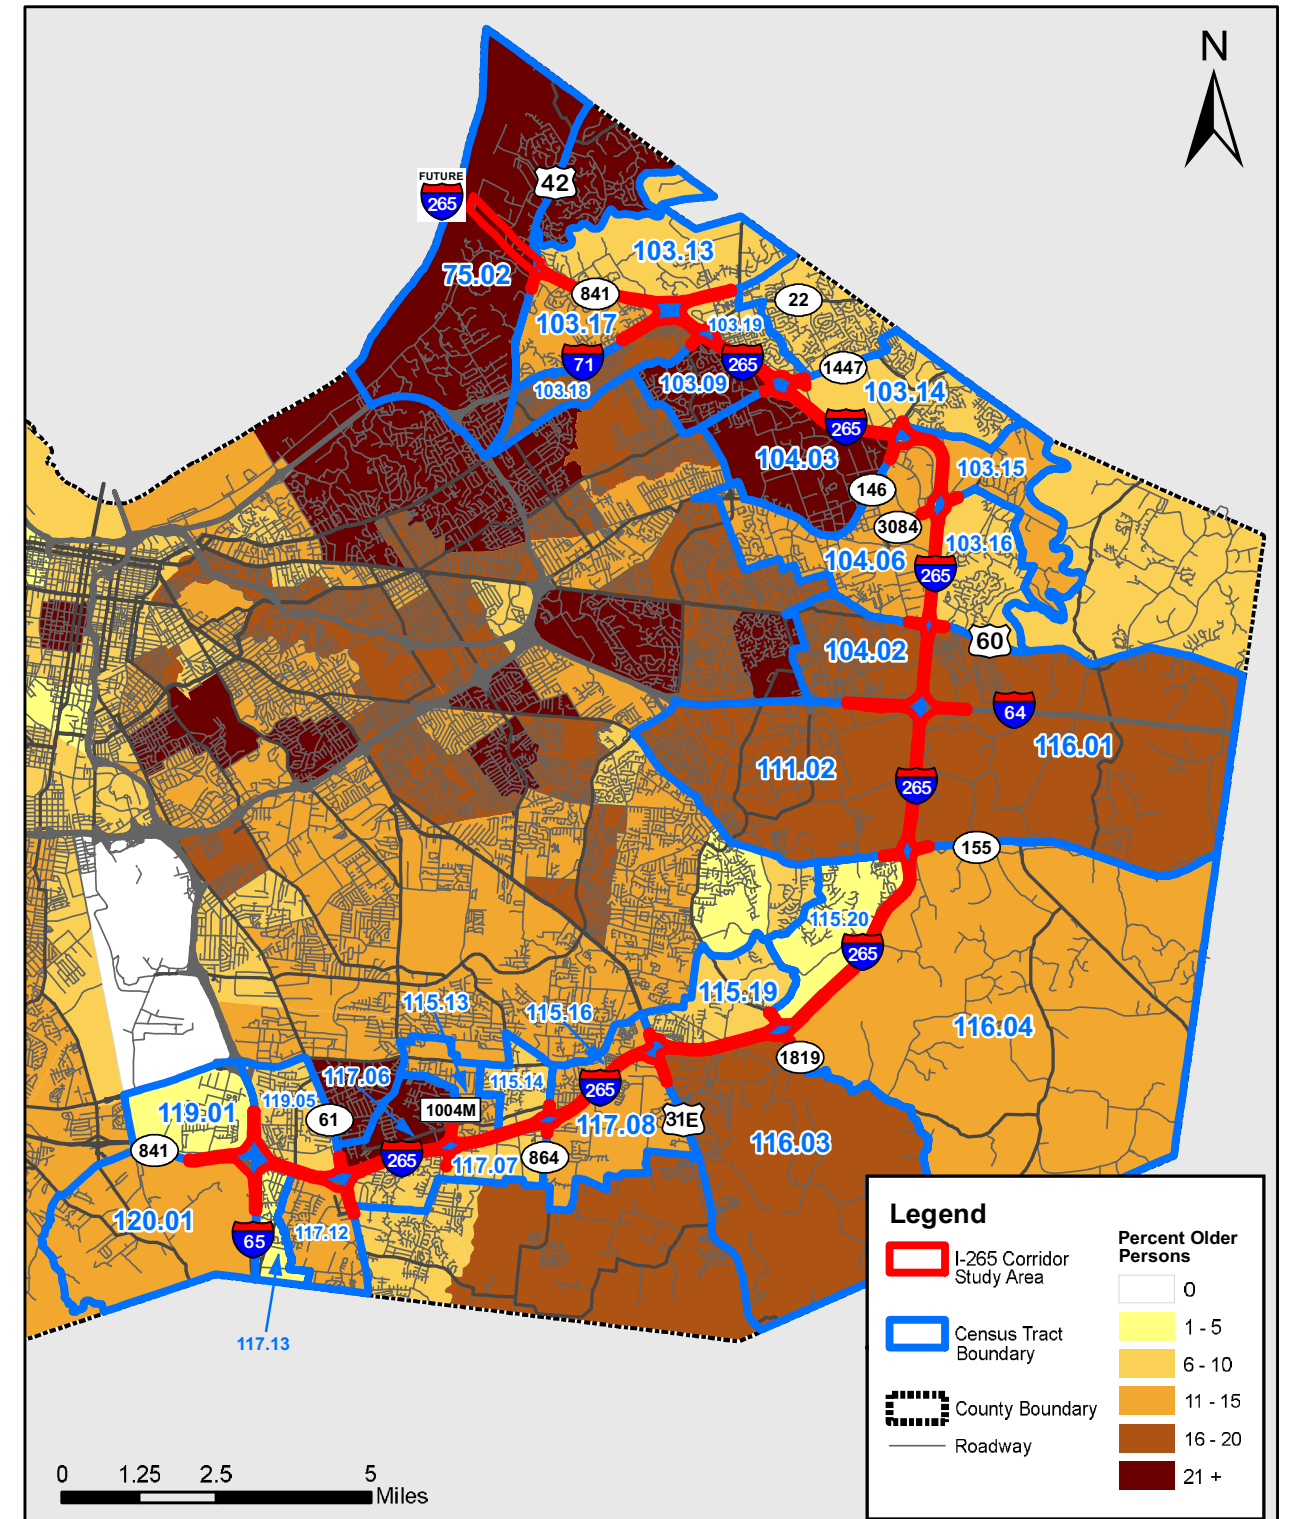 N
FUTURE
265
42
75.02
103.13
841
22
103.17
103.19
71
265
1447
103.18
103.09
103.14
265
104.03
103.15
146
3084
103.16
104.06
265
60
104.02
64
116.01
111.02
265
155
115.20
265
115.19
115.13
115.16
116.04
1819
117.06
115.14
265
119.05
119.01
61
1004M
31E
117.08
116.03
841
265
117.07
864
120.01
65
117.12
117.13
Legend
I-265 Corridor
Study Area
Census Tract
Boundary
County Boundary
Roadway
Percent Older
Persons
0
1 - 5
6 - 10
11 - 15
16 - 20
21 +
0 1.25 2.5 5
Miles